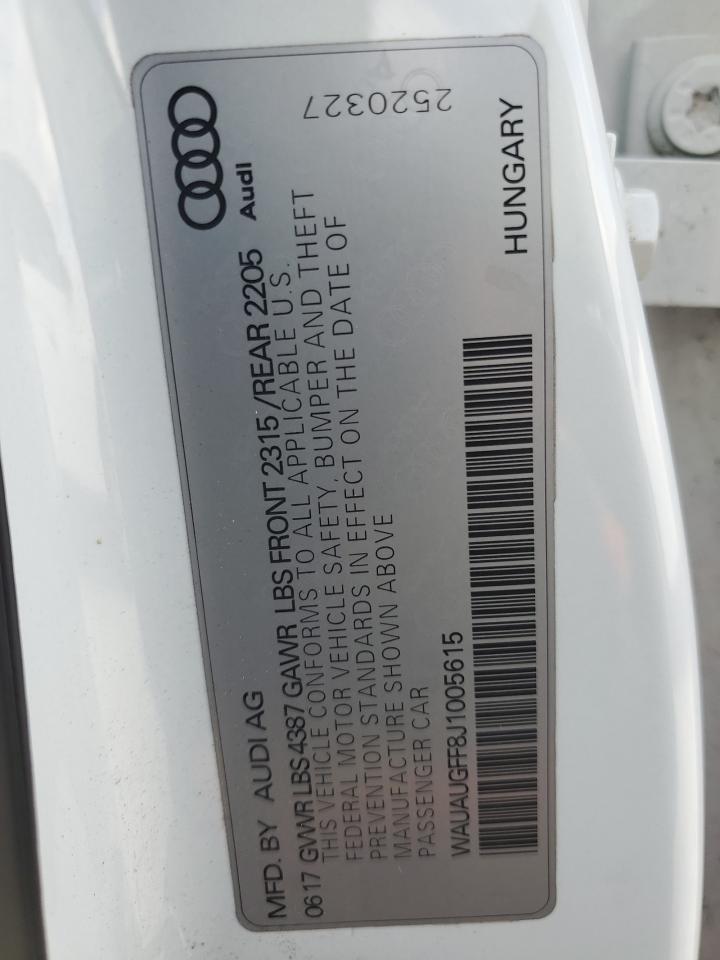 MFD. BY AUDI AG
Audi
0617 GVWR LBS 4387 GAWR LBS FRONT 2315 / REAR 2205
THIS VEHICLE CONFORMS TO ALL APPLICABLE U.S.
FEDERAL MOTOR VEHICLE SAFETY, BUMPER AND THEFT
PREVENTION STANDARDS IN EFFECT ON THE DATE OF
MANUFACTURE SHOWN ABOVE
PASSENGER CAR
WAUAUGFF8J1005615
HUNGARY
2520327